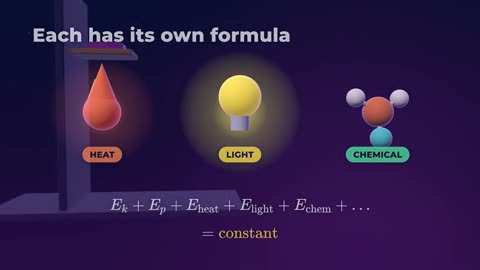 Each has its own formula
HEAT
LIGHT
CHEMICAL
E_k + E_p + E_heat + E_light + E_chem + ...
= constant